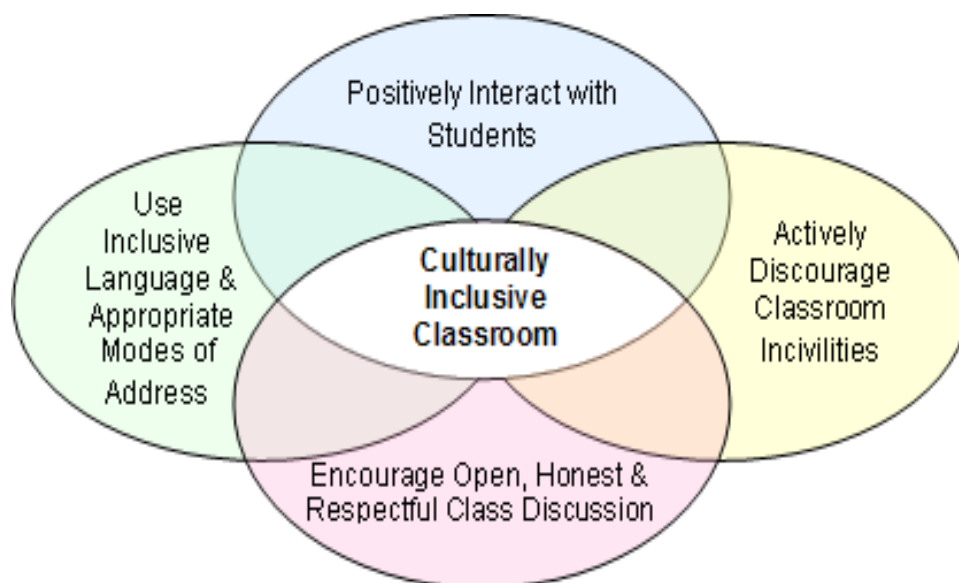 Positively Interact with
Students
Use
Inclusive
Language &
Appropriate
Modes of
Address
Culturally
Inclusive
Classroom
Actively
Discourage
Classroom
Incivilities
Encourage Open, Honest &
Respectful Class Discussion